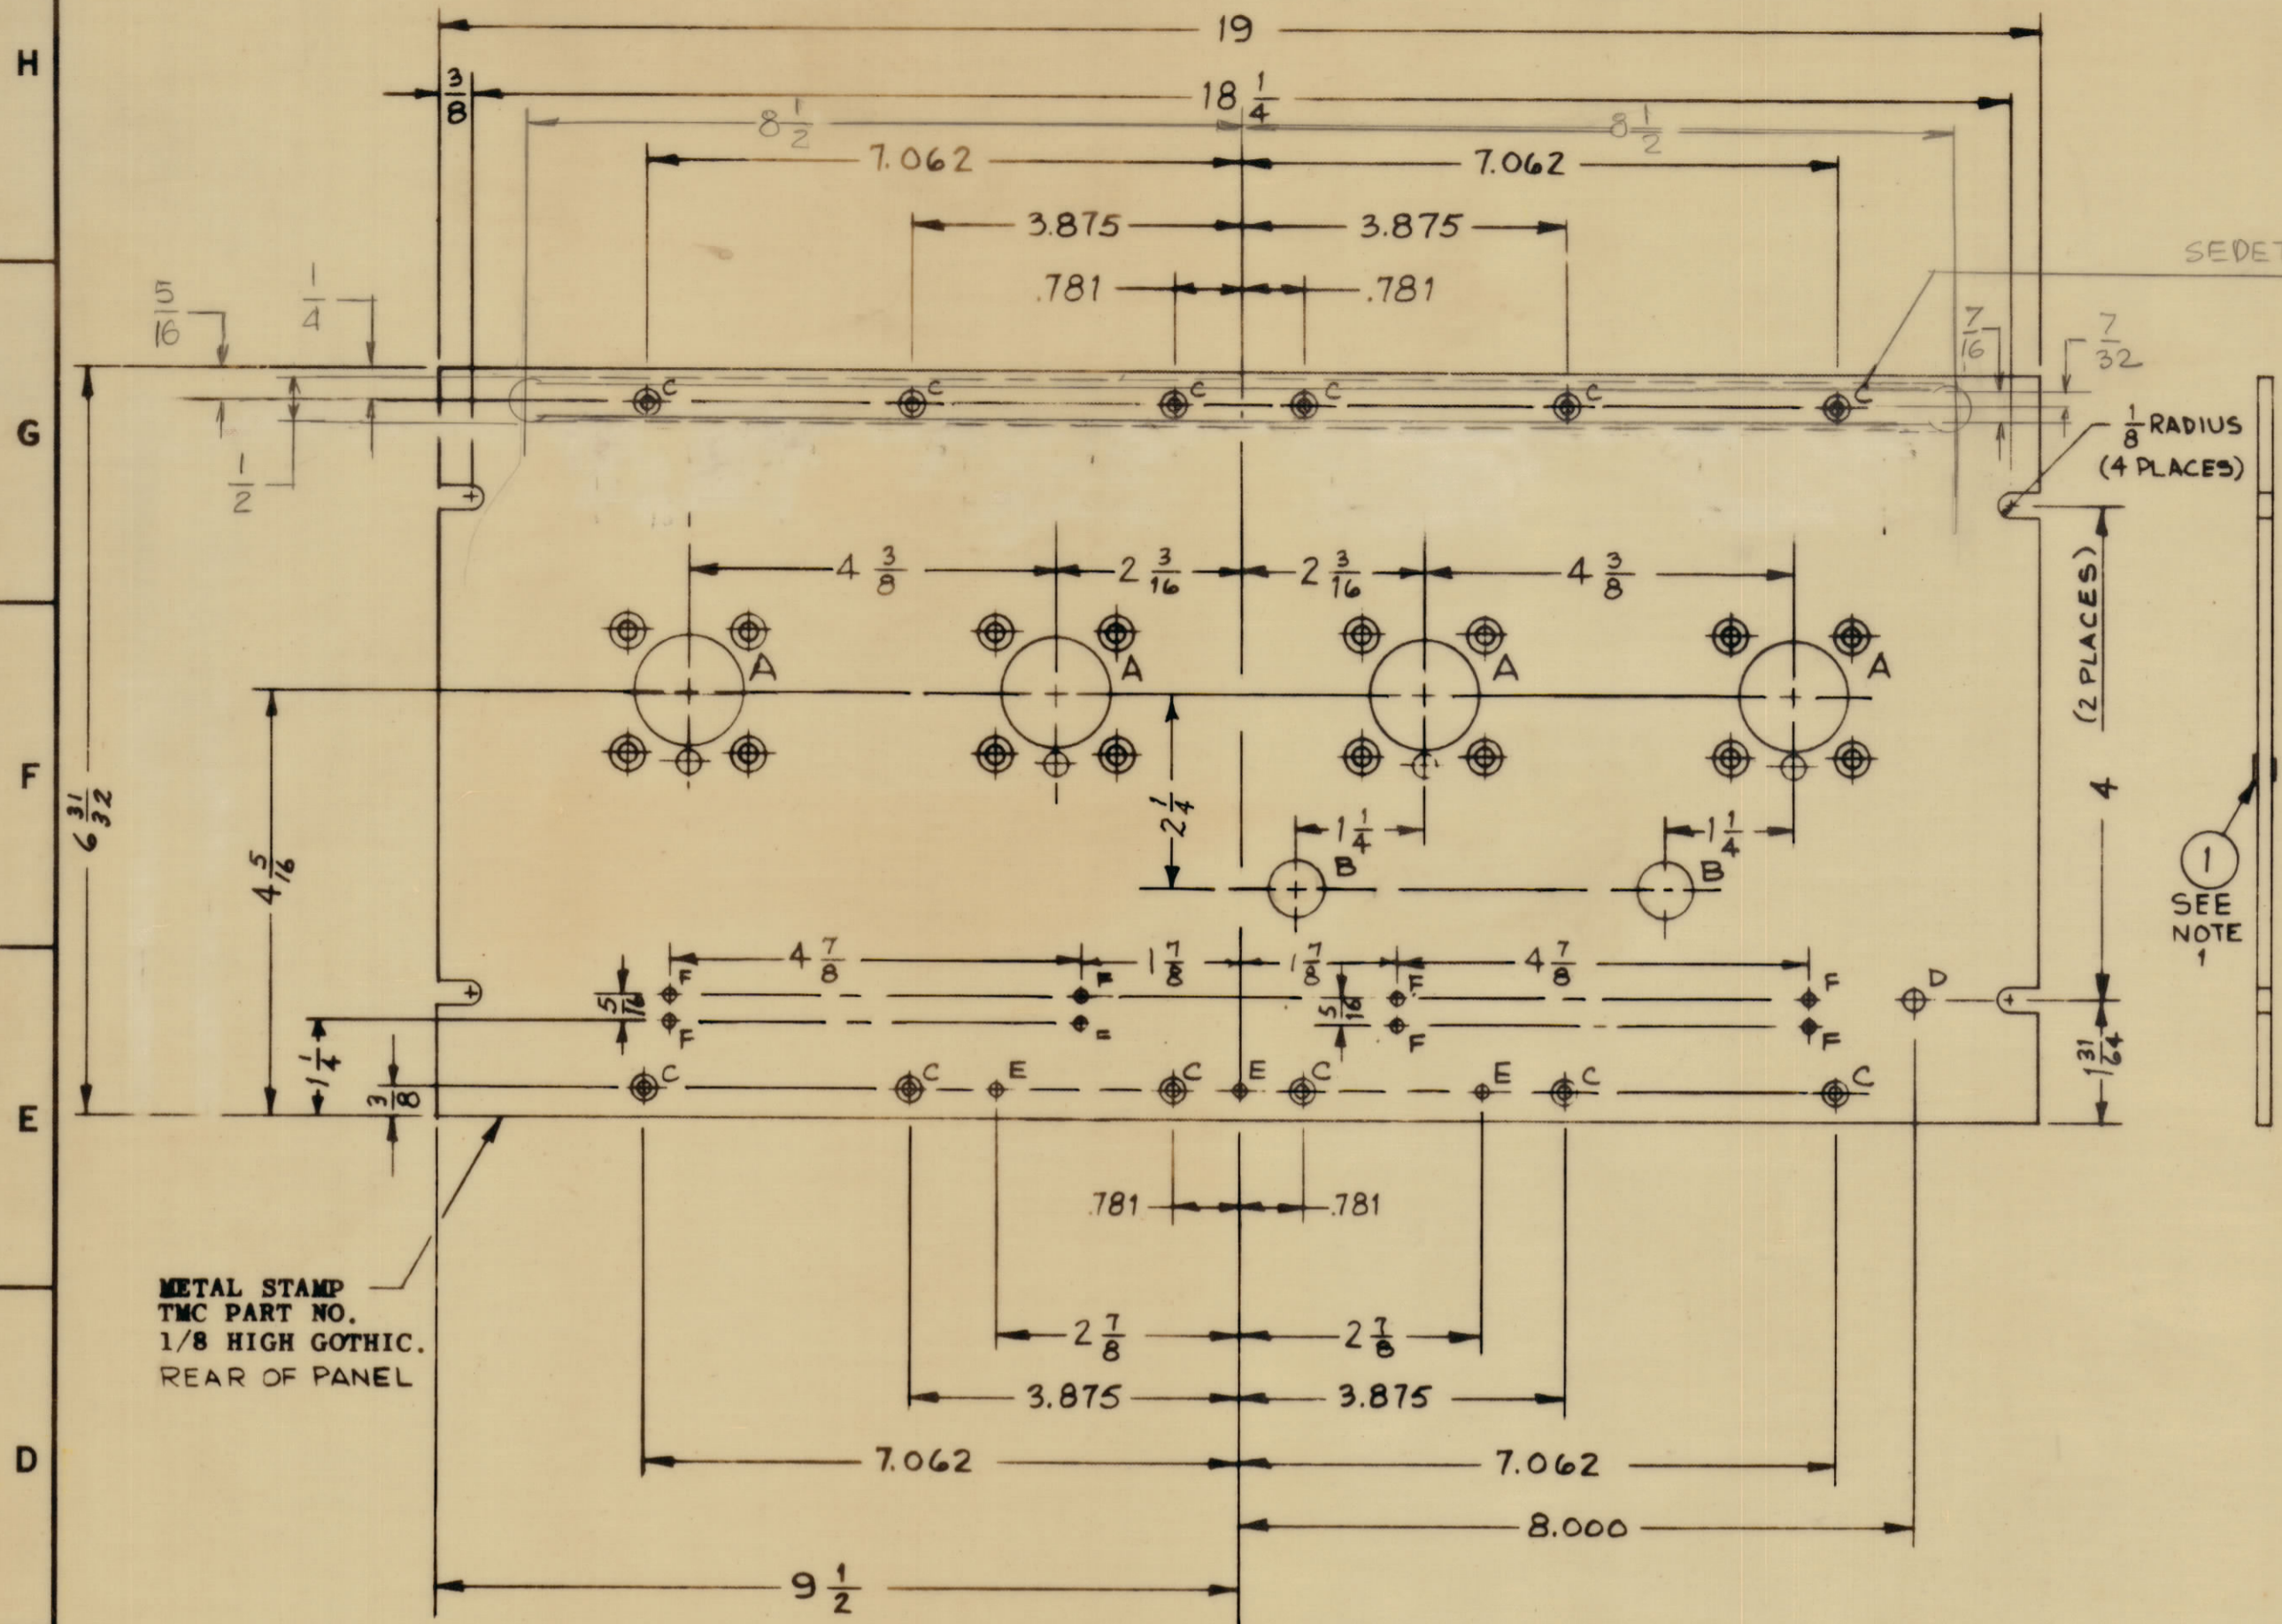 H
19
3/8
18 1/4
8 1/2
8 1/2
7.062
7.062
3.875
3.875
.781
.781
5/16
1/4
7/16
7/32
C
C
C
C
C
C
G
1/8 RADIUS
(4 PLACES)
1/2
4 3/8
2 3/16
2 3/16
4 3/8
A
A
A
A
(2 PLACES)
4
F
6 31/32
4 5/16
2 1/4
1 1/4
1 1/4
B
B
1
SEE
NOTE
1
4 7/8
1 7/8
1 7/8
4 7/8
F
F
F
F
D
5/16
5/16
F
F
F
1 1/4
3/8
1 31/64
C
C
E
C
E
C
E
C
C
E
.781
.781
METAL STAMP
TMC PART NO.
1/8 HIGH GOTHIC.
REAR OF PANEL
2 7/8
2 7/8
3.875
3.875
D
7.062
7.062
8.000
9 1/2